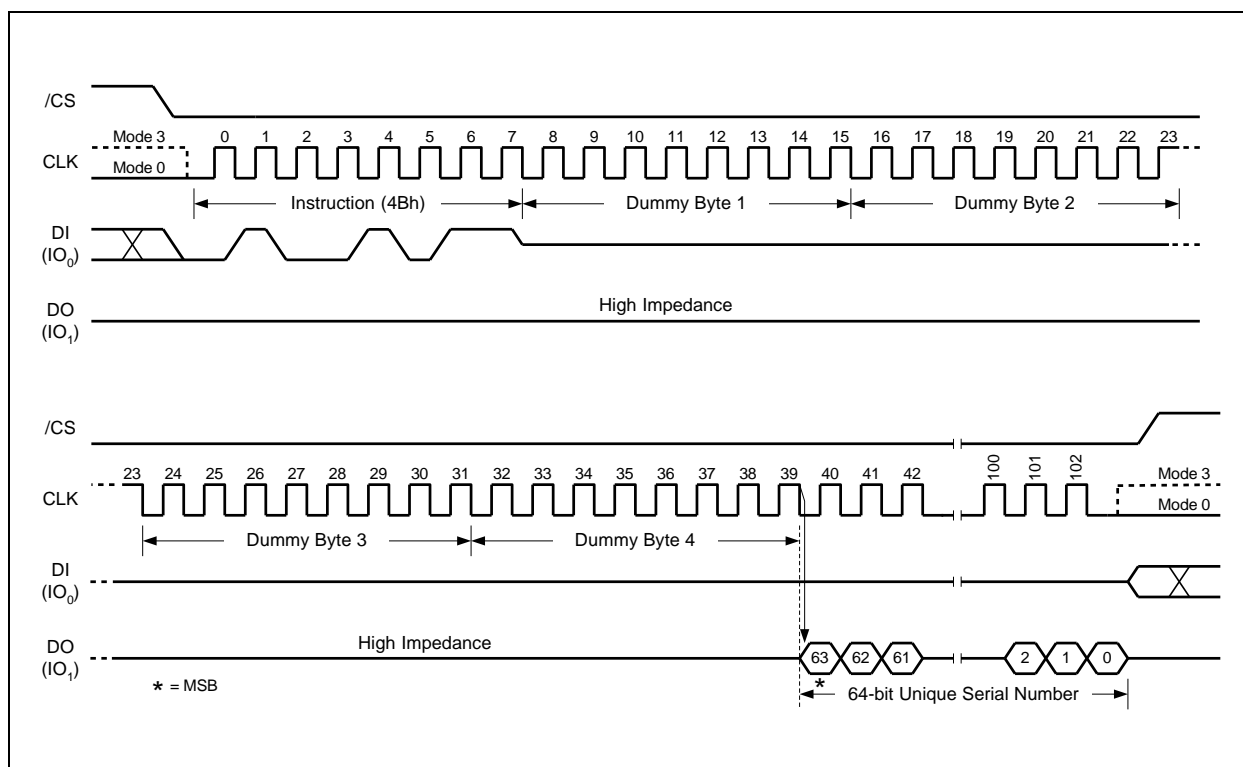 /CS
Mode 3
0 1 2 3 4 5 6 7 8 9 10 11 12 13 14 15 16 17 18 19 20 21 22 23
CLK
Mode 0
Instruction (4Bh) Dummy Byte 1 Dummy Byte 2
DI
(IO0)
DO
(IO1)
High Impedance
/CS
23 24 25 26 27 28 29 30 31 32 33 34 35 36 37 38 39 40 41 42 100 101 102
Mode 3
CLK
Mode 0
Dummy Byte 3 Dummy Byte 4
DI
(IO0)
DO
(IO1)
High Impedance
63 62 61 2 1 0
* = MSB
*
64-bit Unique Serial Number